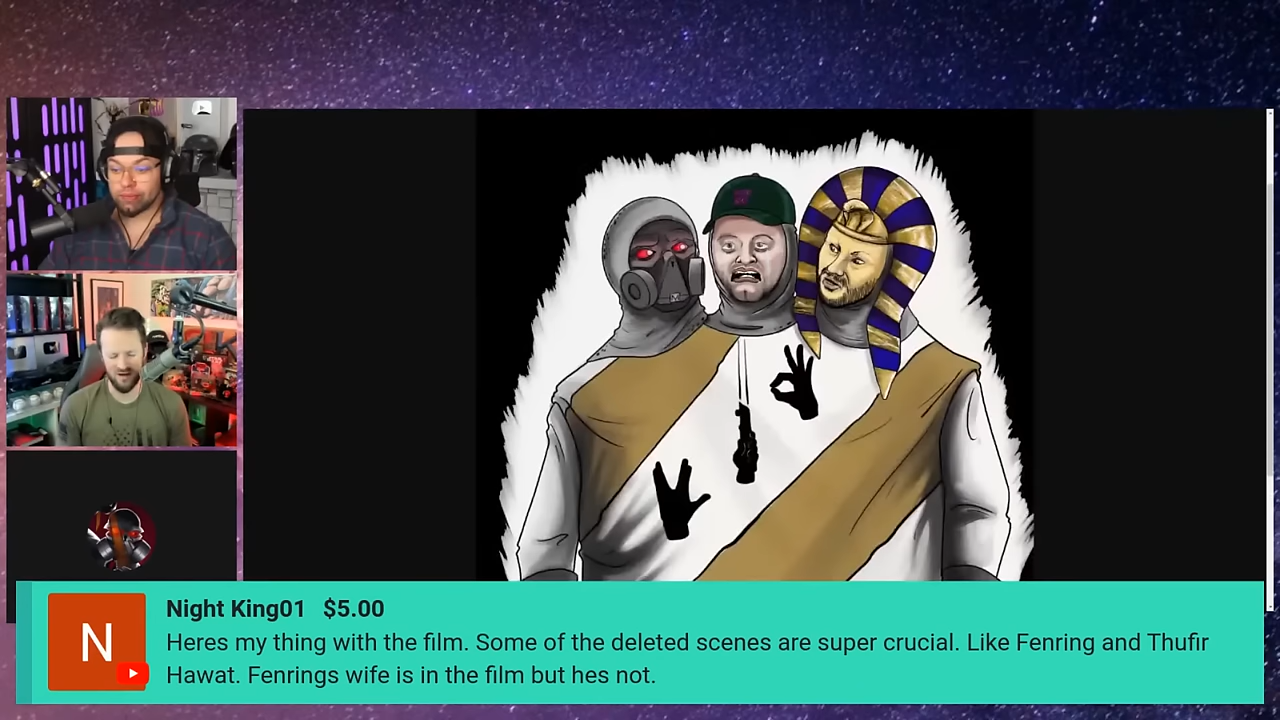 Night King01 $5.00
N
Heres my thing with the film. Some of the deleted scenes are super crucial. Like Fenring and Thufir
Hawat. Fenrings wife is in the film but hes not.